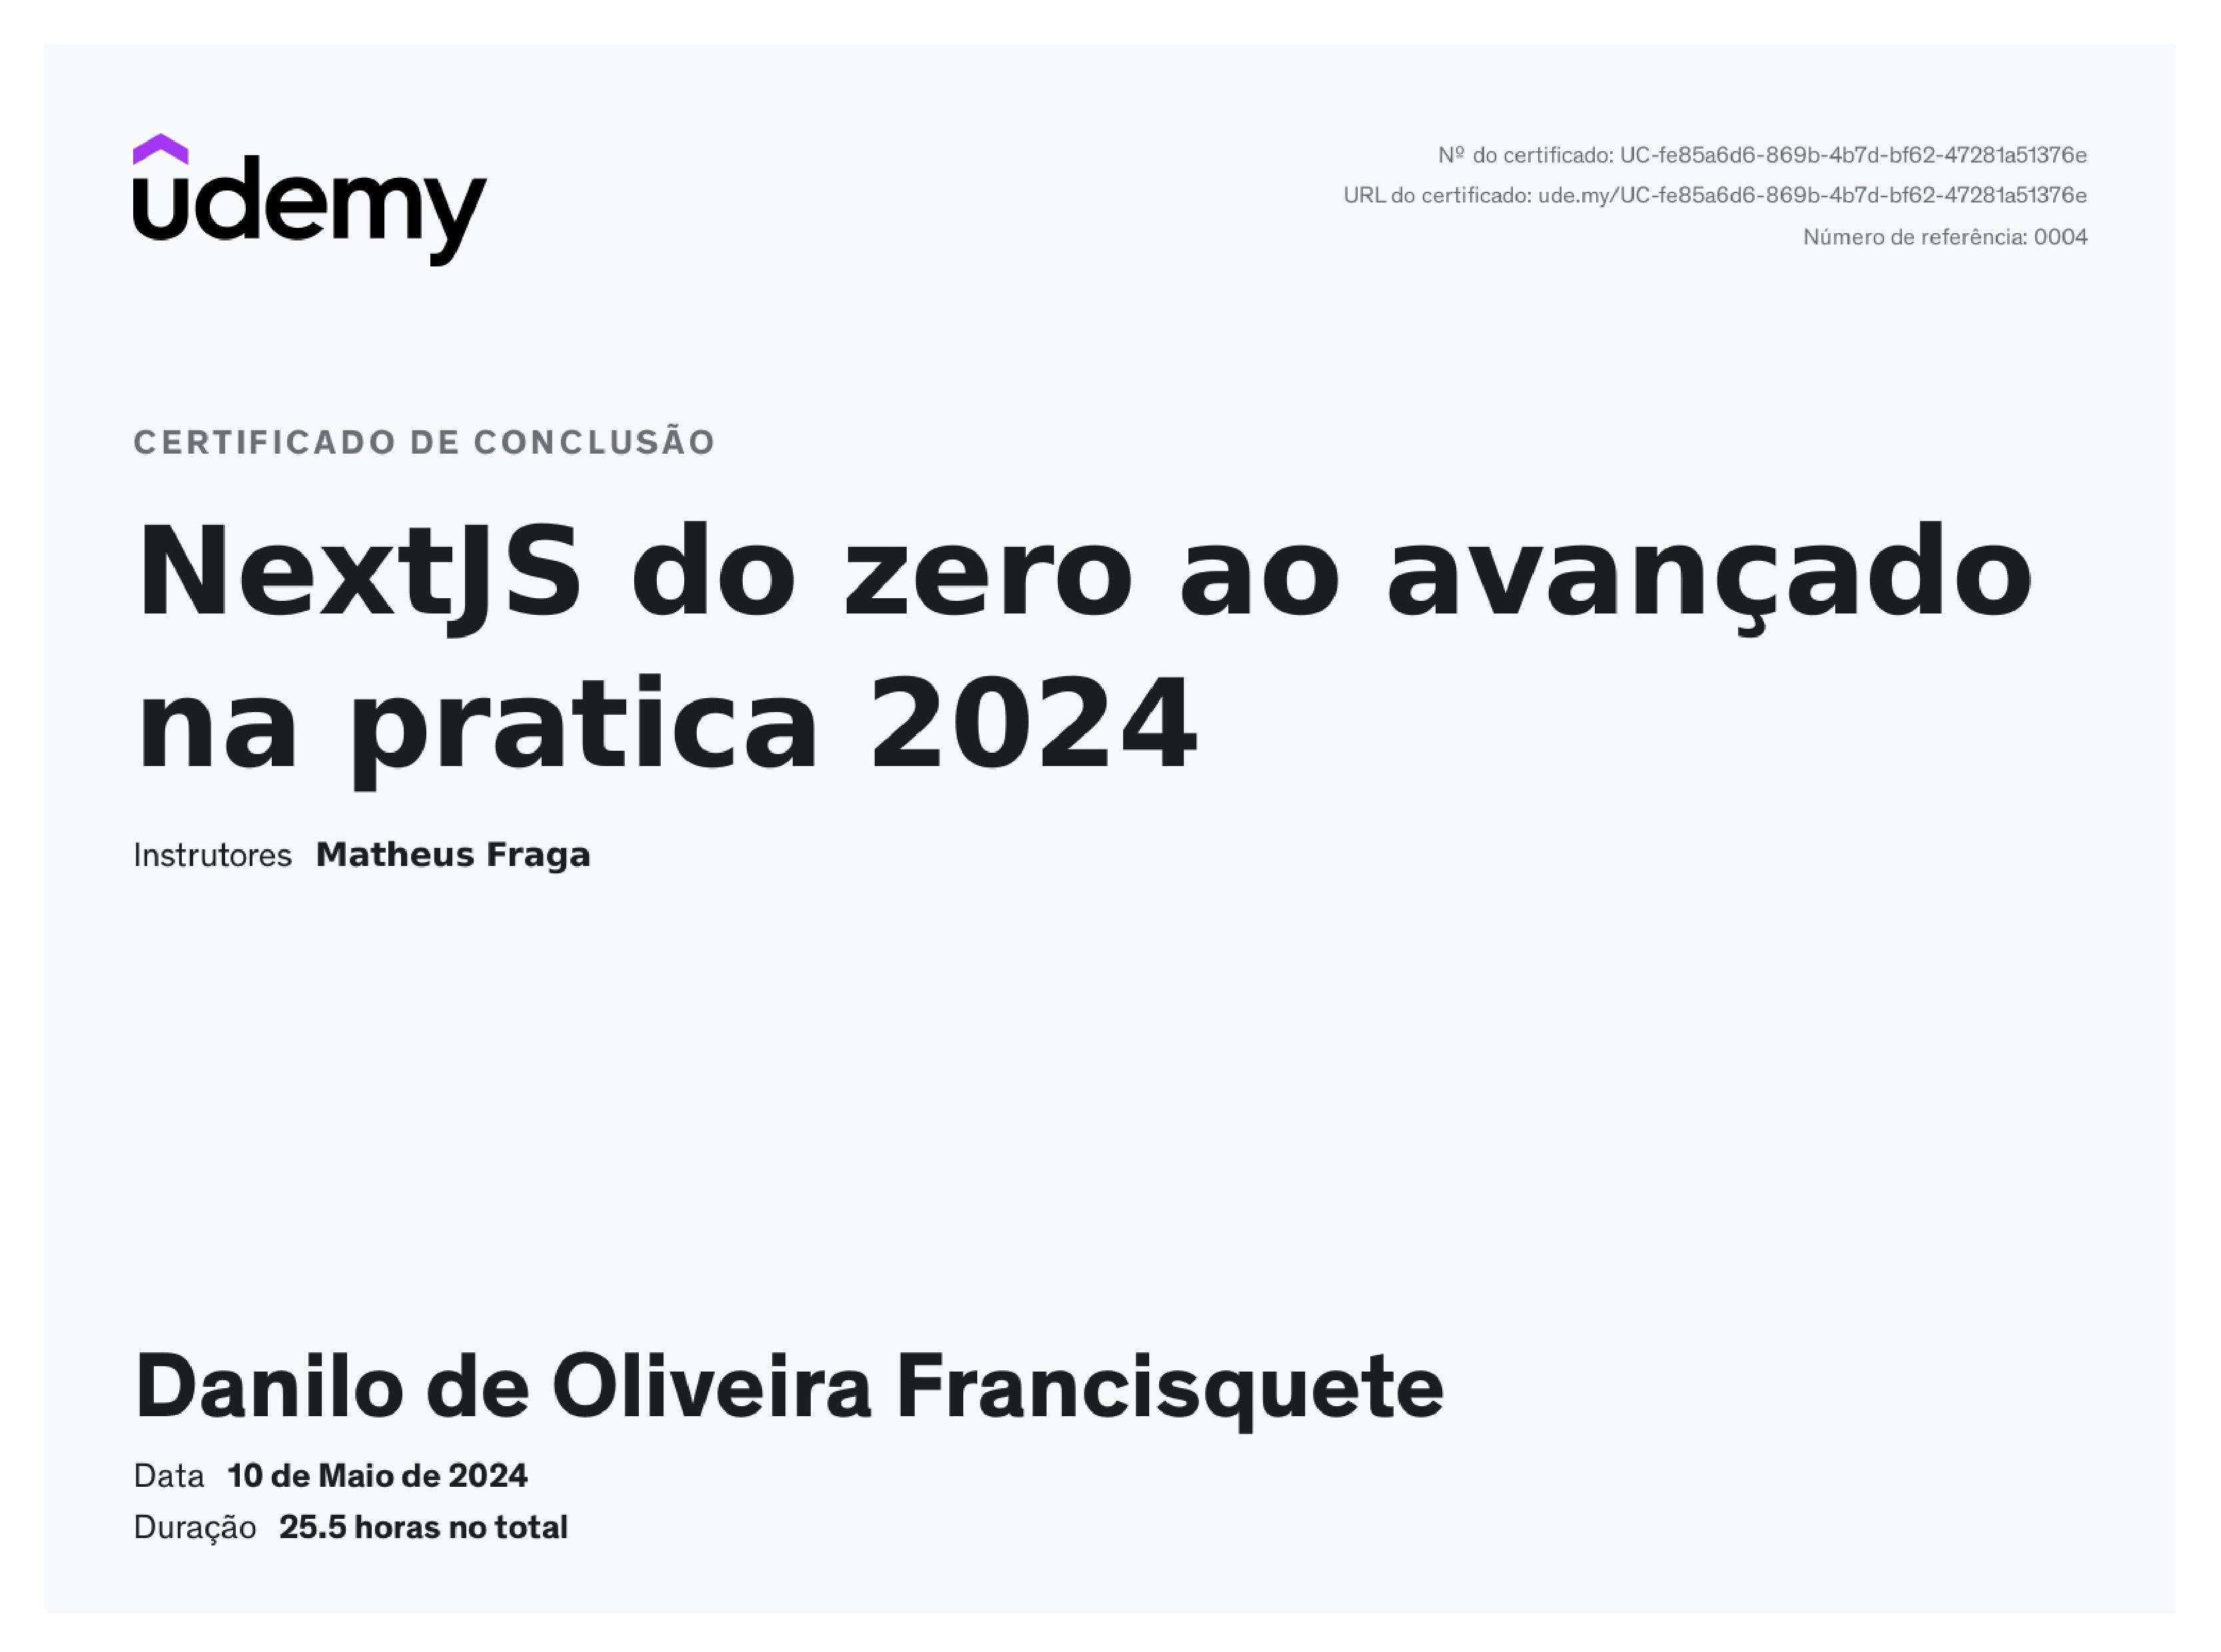 udemy
Nº do certificado: UC-fe85a6d6-869b-4b7d-bf62-47281a51376e
URL do certificado: ude.my/UC-fe85a6d6-869b-4b7d-bf62-47281a51376e
Número de referência: 0004
CERTIFICADO DE CONCLUSÃO
NextJS do zero ao avançado
na pratica 2024
Instrutores Matheus Fraga
Danilo de Oliveira Francisquete
Data 10 de Maio de 2024
Duração 25.5 horas no total